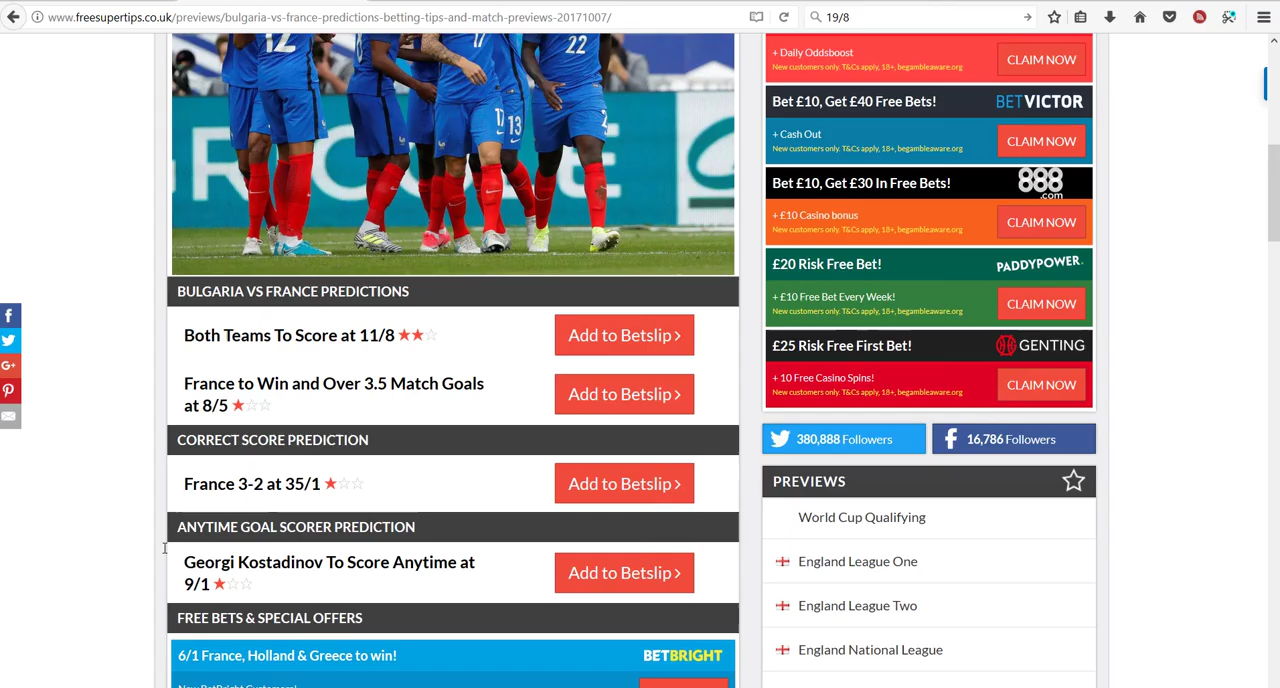 www.freesupertips.co.uk/previews/bulgaria-vs-france-predictions-betting-tips-and-match-previews-20171007/
19/8
12
17
22
17
13
2
BULGARIA VS FRANCE PREDICTIONS
Both Teams To Score at 11/8
Add to Betslip
France to Win and Over 3.5 Match Goals
at 8/5
Add to Betslip
CORRECT SCORE PREDICTION
France 3-2 at 35/1
Add to Betslip
ANYTIME GOAL SCORER PREDICTION
Georgi Kostadinov To Score Anytime at
9/1
Add to Betslip
FREE BETS & SPECIAL OFFERS
6/1 France, Holland & Greece to win!
BETBRIGHT
New BetBright Customers!
+ Daily Oddsboost
New customers only. T&Cs apply, 18+, begambleaware.org
CLAIM NOW
Bet £10, Get £40 Free Bets!
BETVICTOR
+ Cash Out
New customers only. T&Cs apply, 18+, begambleaware.org
CLAIM NOW
Bet £10, Get £30 In Free Bets!
888
.com
+ £10 Casino bonus
New customers only. T&Cs apply, 18+, begambleaware.org
CLAIM NOW
£20 Risk Free Bet!
PADDYPOWER.
+ £10 Free Bet Every Week!
New customers only. T&Cs apply, 18+, begambleaware.org
CLAIM NOW
£25 Risk Free First Bet!
GENTING
+ 10 Free Casino Spins!
New customers only. T&Cs apply, 18+, begambleaware.org
CLAIM NOW
380,888 Followers
16,786 Followers
PREVIEWS
World Cup Qualifying
England League One
England League Two
England National League